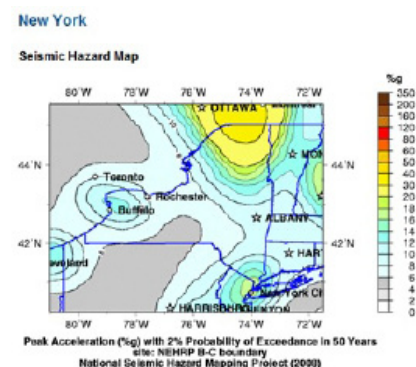 New York
Seismic Hazard Map
%g
80°W 78°W 76°W 74°W 72°W
OTTAWA
350
200
160
120
80
60
50
40
30
20
18
16
14
12
10
8
6
4
2
0
44°N
44°N
Toronto
Rochester
Buffalo
ALBANY
42°N
42°N
HARRISBURG
80°W 78°W 76°W 74°W 72°W
Peak Acceleration (%g) with 2% Probability of Exceedance in 50 Years
site: NEHRP B-C boundary
National Seismic Hazard Mapping Project (2008)